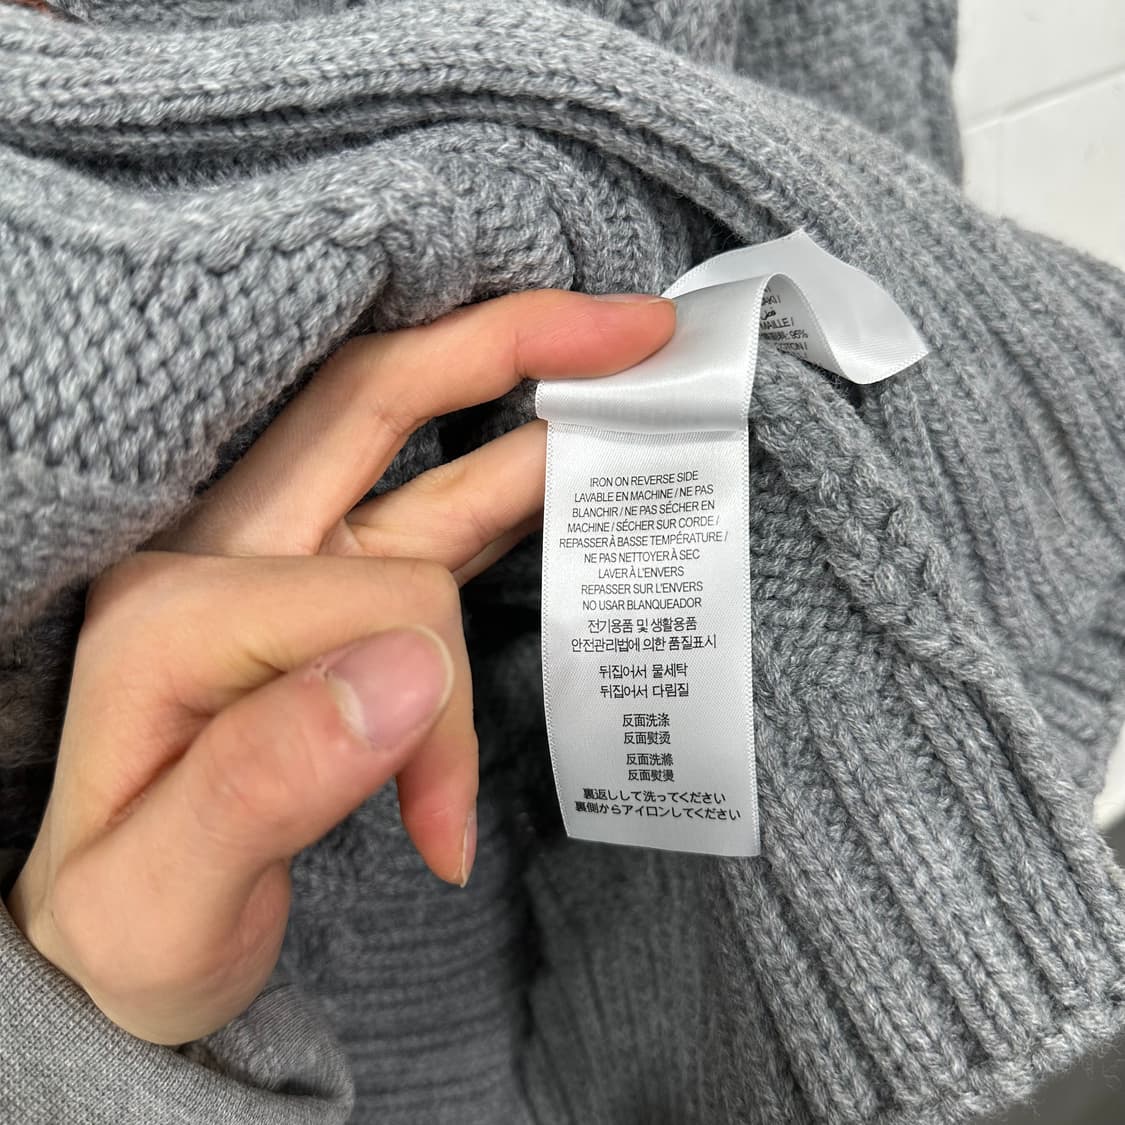 MAILLE /
95%
IRON ON REVERSE SIDE
LAVABLE EN MACHINE / NE PAS
BLANCHIR / NE PAS SÉCHER EN
MACHINE / SÉCHER SUR CORDE /
REPASSER À BASSE TEMPÉRATURE /
NE PAS NETTOYER À SEC
LAVER À L'ENVERS
REPASSER SUR L'ENVERS
NO USAR BLANQUEADOR
전기용품 및 생활용품
안전관리법에 의한 품질표시
뒤집어서 물세탁
뒤집어서 다림질
反面洗涤
反面熨烫
反面洗滌
反面熨燙
裏返しして洗ってください
裏側からアイロンしてください